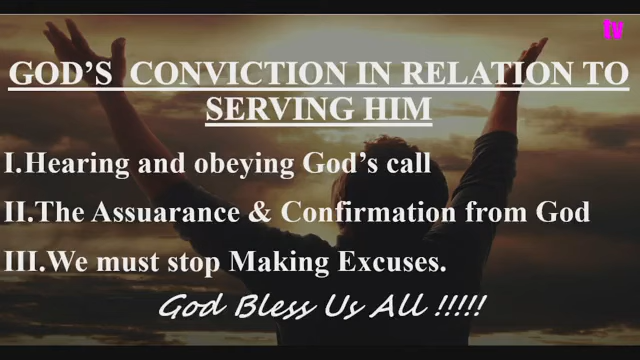 tv
GOD'S CONVICTION IN RELATION TO
SERVING HIM
I.Hearing and obeying God's call
II.The Assuarance & Confirmation from God
III.We must stop Making Excuses.
God Bless Us All !!!!!